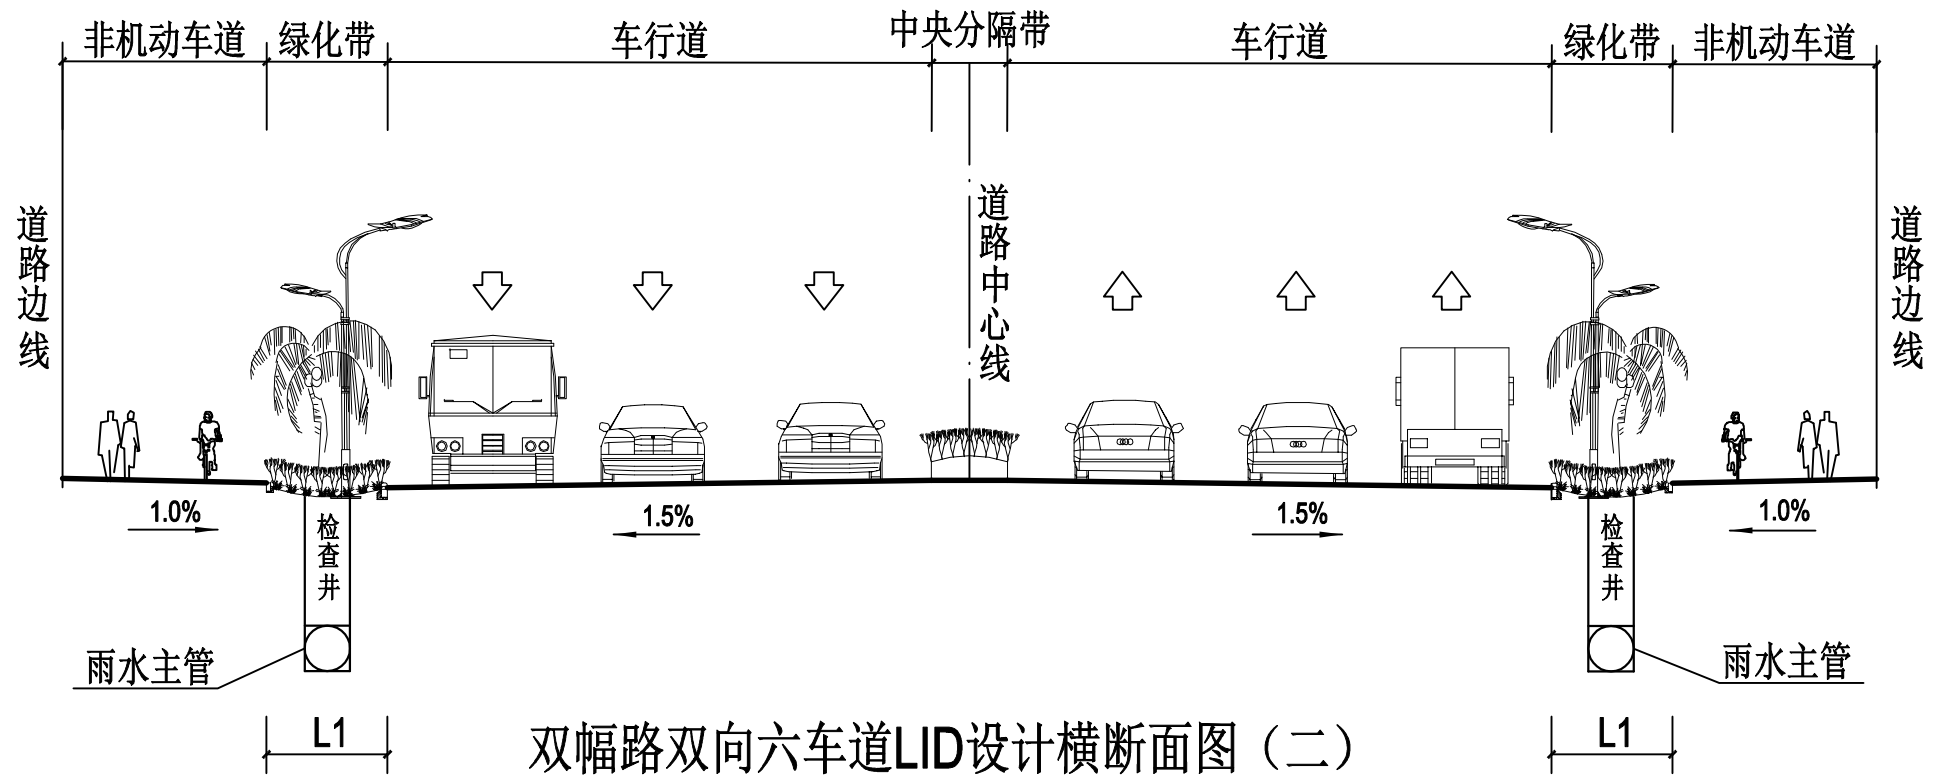 非机动车道
绿化带
车行道
中央分隔带
车行道
绿化带
非机动车道
道路边线
道路中心线
道路边线
1.0%
1.5%
1.5%
1.0%
检查井
检查井
雨水主管
雨水主管
L1
双幅路双向六车道LID设计横断面图（二）
L1